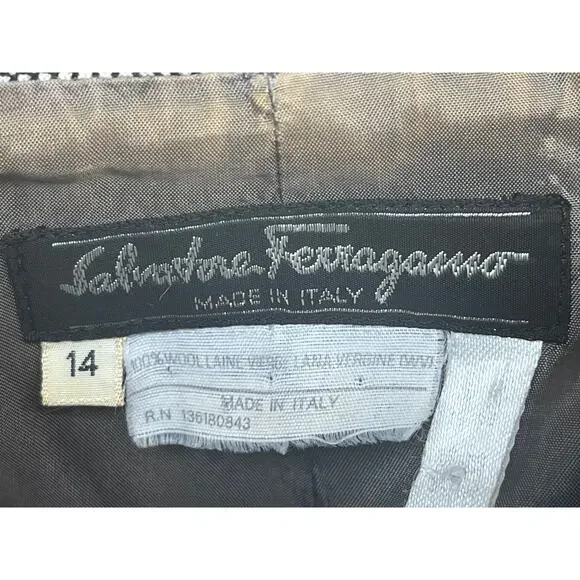 Salvatore Ferragamo
MADE IN ITALY
14
100% WOOL LAINE VIERGE LANA VERGINE
MADE IN ITALY
R.N 136180843